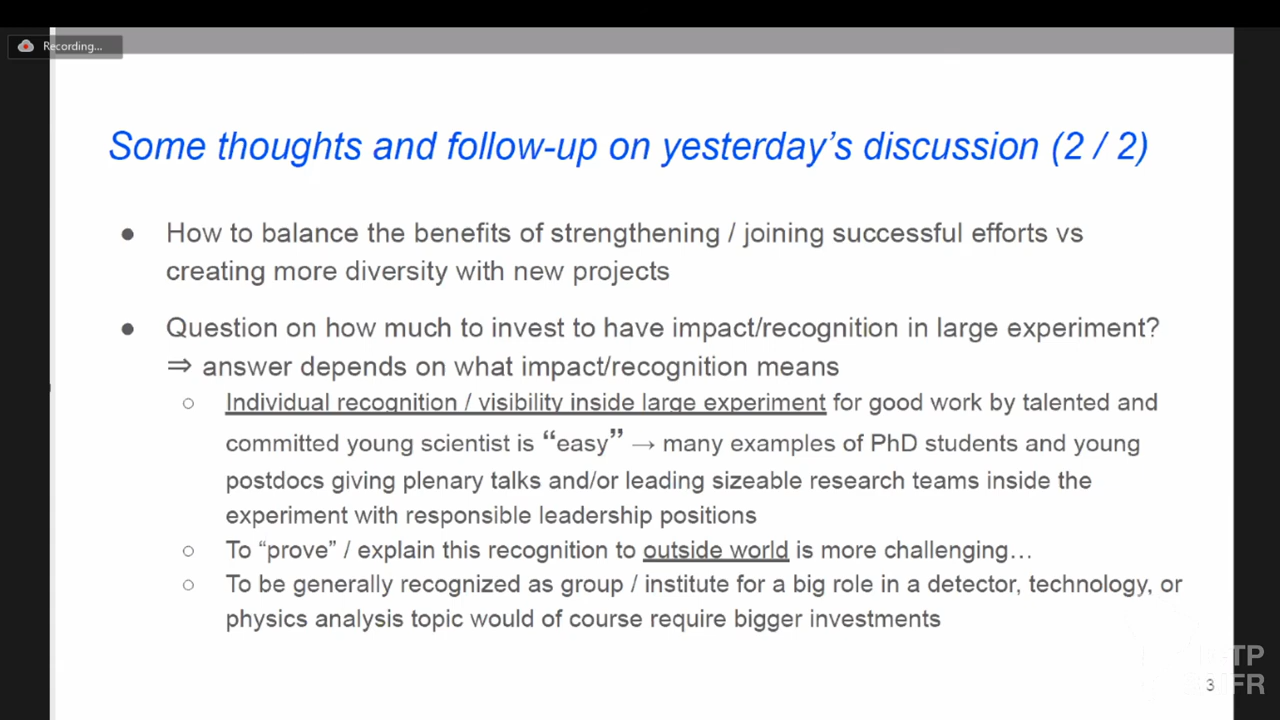 Recording...
Some thoughts and follow-up on yesterday's discussion (2 / 2)
● How to balance the benefits of strengthening / joining successful efforts vs
creating more diversity with new projects
● Question on how much to invest to have impact/recognition in large experiment?
⇒ answer depends on what impact/recognition means
○ Individual recognition / visibility inside large experiment for good work by talented and
committed young scientist is “easy” → many examples of PhD students and young
postdocs giving plenary talks and/or leading sizeable research teams inside the
experiment with responsible leadership positions
○ To “prove” / explain this recognition to outside world is more challenging…
○ To be generally recognized as group / institute for a big role in a detector, technology, or
physics analysis topic would of course require bigger investments
3